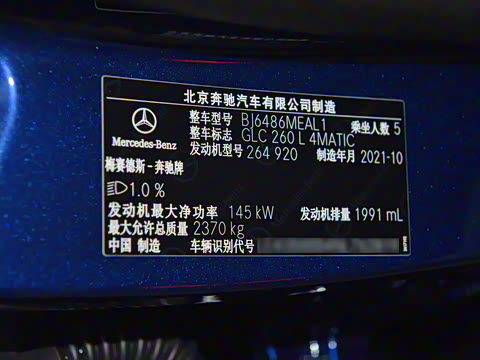 北京奔驰汽车有限公司制造
整车型号 BJ6486MEAL1 乘坐人数 5
整车标志 GLC 260 L 4MATIC
发动机型号 264 920 制造年月 2021-10
Mercedes-Benz
梅赛德斯-奔驰牌
1.0 %
发动机最大净功率 145 kW 发动机排量 1991 mL
最大允许总质量 2370 kg
中国 制造 车辆识别代号